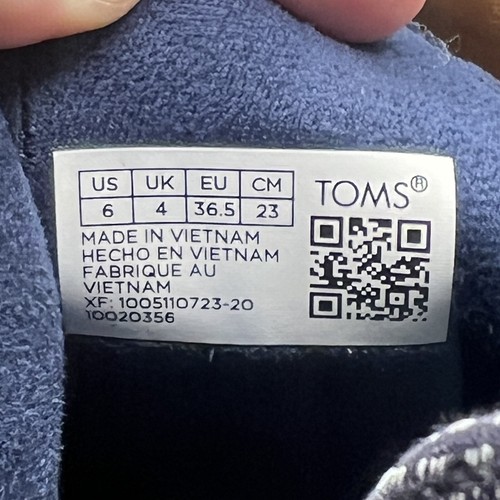 US UK EU CM
6 4 36.5 23
TOMS®
MADE IN VIETNAM
HECHO EN VIETNAM
FABRIQUE AU
VIETNAM
XF: 1005110723-20
10020356